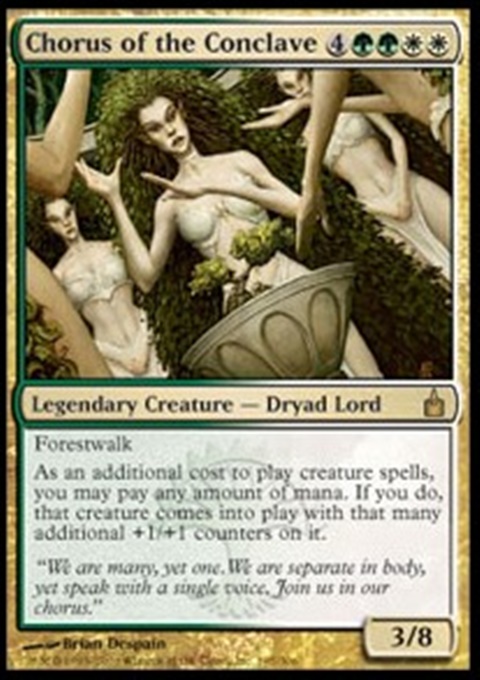 Chorus of the Conclave 4
Legendary Creature — Dryad Lord
Forestwalk
As an additional cost to play creature spells,
you may pay any amount of mana. If you do,
that creature comes into play with that many
additional +1/+1 counters on it.
"We are many, yet one. We are separate in body,
yet speak with a single voice. Join us in our
chorus."
Brian Despain
3/8